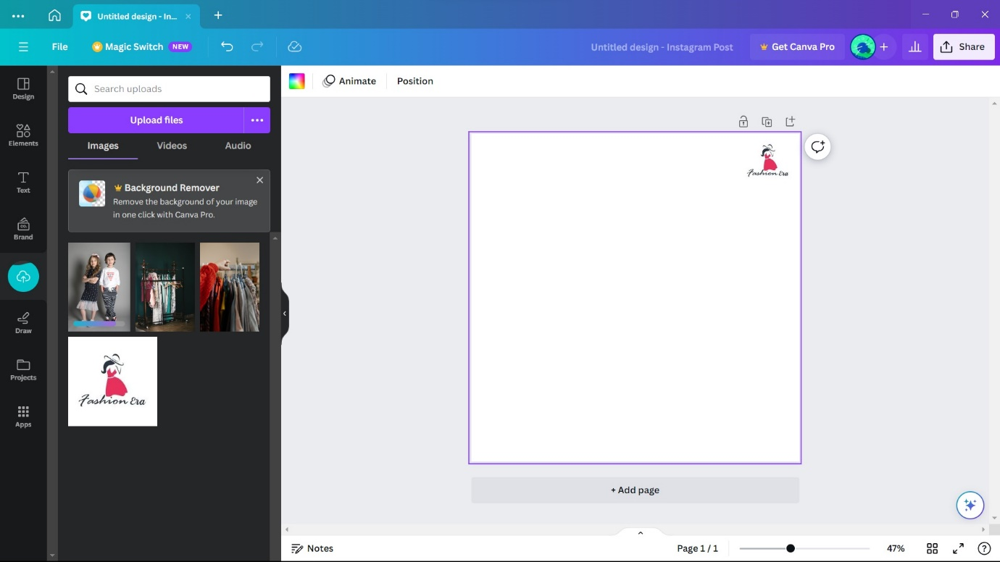 Untitled design - In...
File
Magic Switch NEW
Untitled design - Instagram Post
Get Canva Pro
Share
Design
Elements
Text
Brand
Draw
Projects
Apps
Search uploads
Upload files
Images Videos Audio
Background Remover
Remove the background of your image
in one click with Canva Pro.
Fashion Era
Animate
Position
Fashion Era
+ Add page
Notes
Page 1 / 1
47%